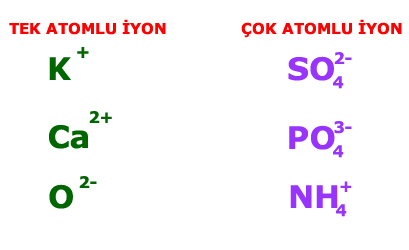 TEK ATOMLU İYON ÇOK ATOMLU İYON
K⁺ SO₄²⁻
Ca²⁺ PO₄³⁻
O²⁻ NH₄⁺